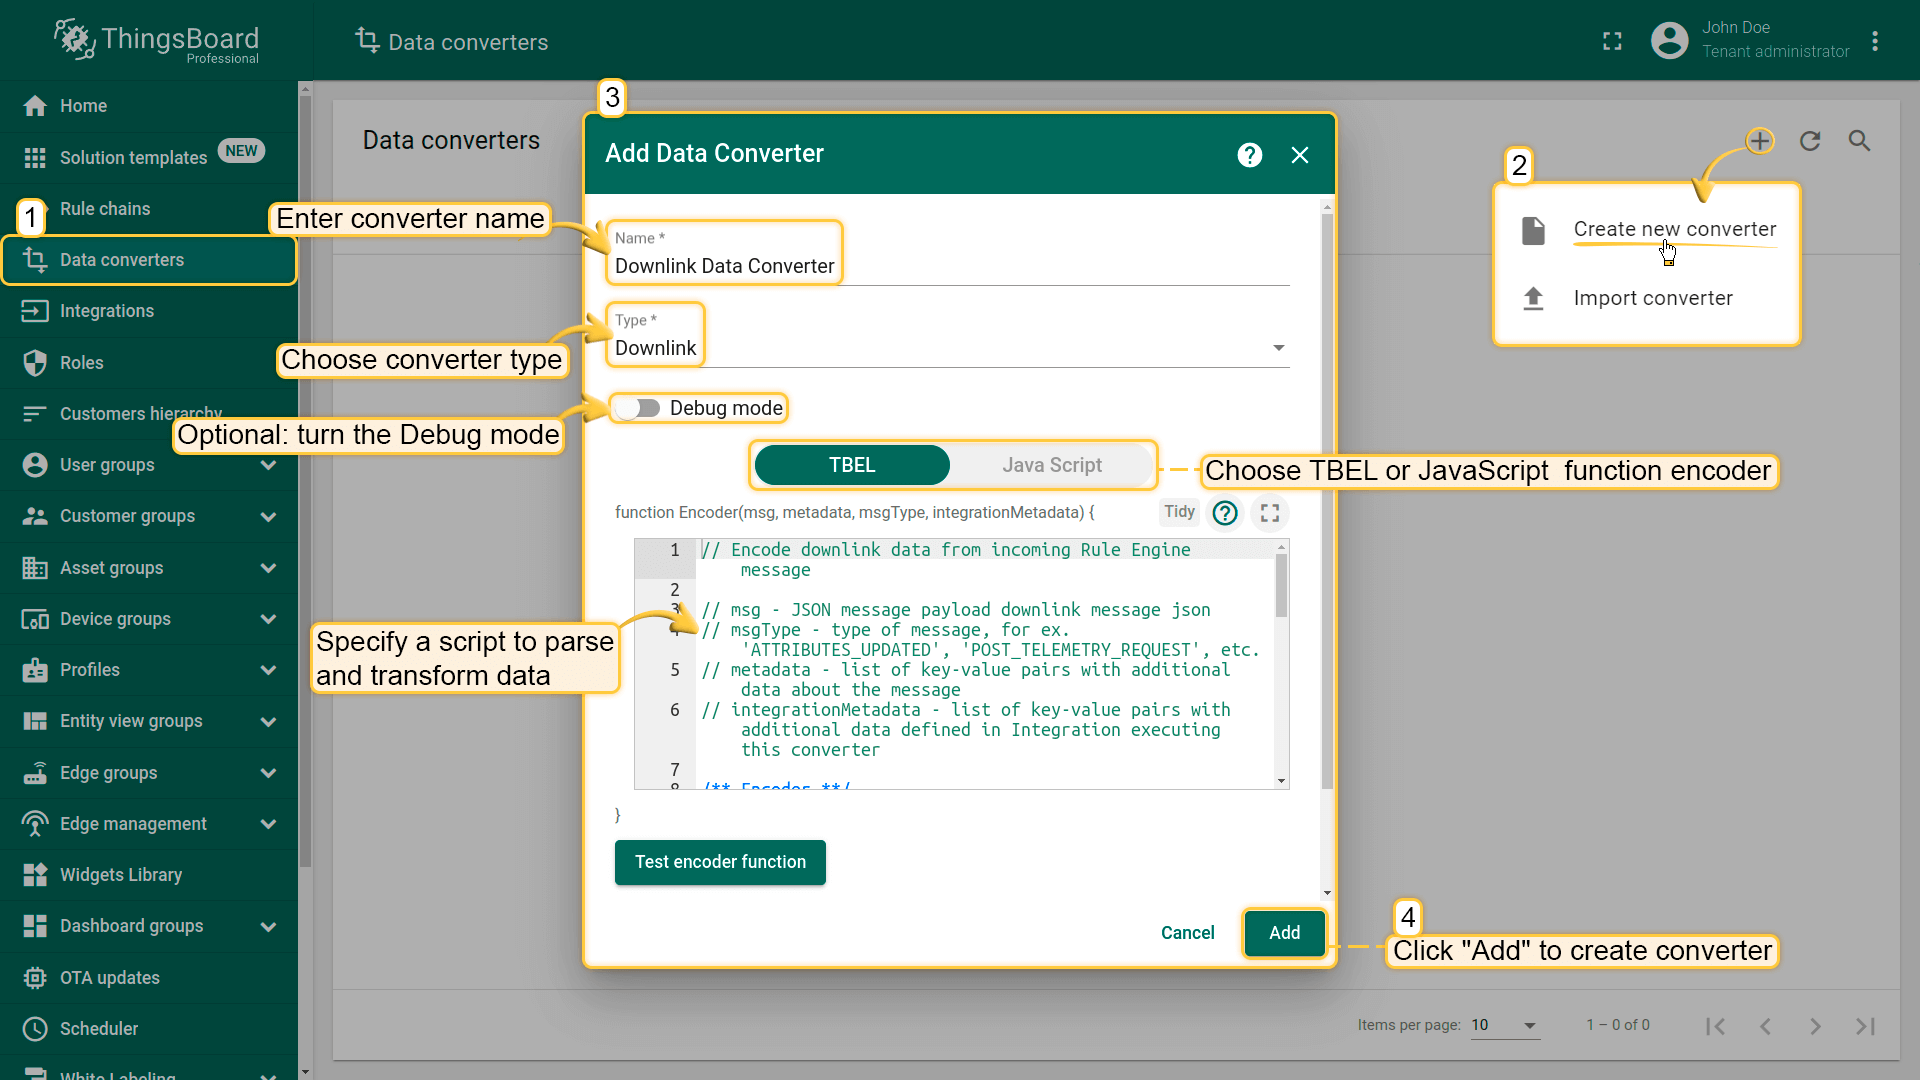 ThingsBoard
Professional
Data converters
John Doe
Tenant administrator
Home
Solution templates
NEW
Rule chains
1
Data converters
Integrations
Roles
Customers hierarchy
User groups
Customer groups
Asset groups
Device groups
Profiles
Entity view groups
Edge groups
Edge management
Widgets Library
Dashboard groups
OTA updates
Scheduler
White Labeling
Data converters
2
Create new converter
Import converter
3
Add Data Converter
Enter converter name
Name *
Downlink Data Converter
Choose converter type
Type *
Downlink
Optional: turn the Debug mode
Debug mode
TBEL
Java Script
Choose TBEL or JavaScript  function encoder
function Encoder(msg, metadata, msgType, integrationMetadata) {
Tidy
Specify a script to parse
and transform data
1 // Encode downlink data from incoming Rule Engine
message
2
3 // msg - JSON message payload downlink message json
4 // msgType - type of message, for ex.
'ATTRIBUTES_UPDATED', 'POST_TELEMETRY_REQUEST', etc.
5 // metadata - list of key-value pairs with additional
data about the message
6 // integrationMetadata - list of key-value pairs with
additional data defined in Integration executing
this converter
7
8 /** Encoder **/
}
Test encoder function
Cancel
Add
4
Click "Add" to create converter
Items per page:
10
1 – 0 of 0